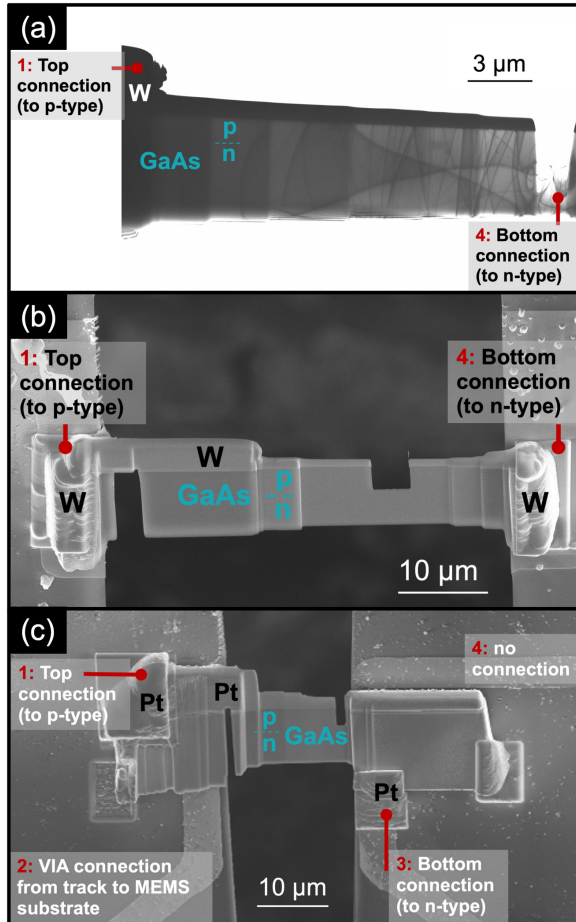 (a)
1: Top
connection
(to p-type)
W
3 μm
p
n
GaAs
4: Bottom
connection
(to n-type)
(b)
1: Top
connection
(to p-type)
4: Bottom
connection
(to n-type)
W
W
W
GaAs
p
n
10 μm
(c)
1: Top
connection
(to p-type)
4: no
connection
Pt
Pt
p
n
GaAs
Pt
2: VIA connection
from track to MEMS
substrate
10 μm
3: Bottom
connection
(to n-type)